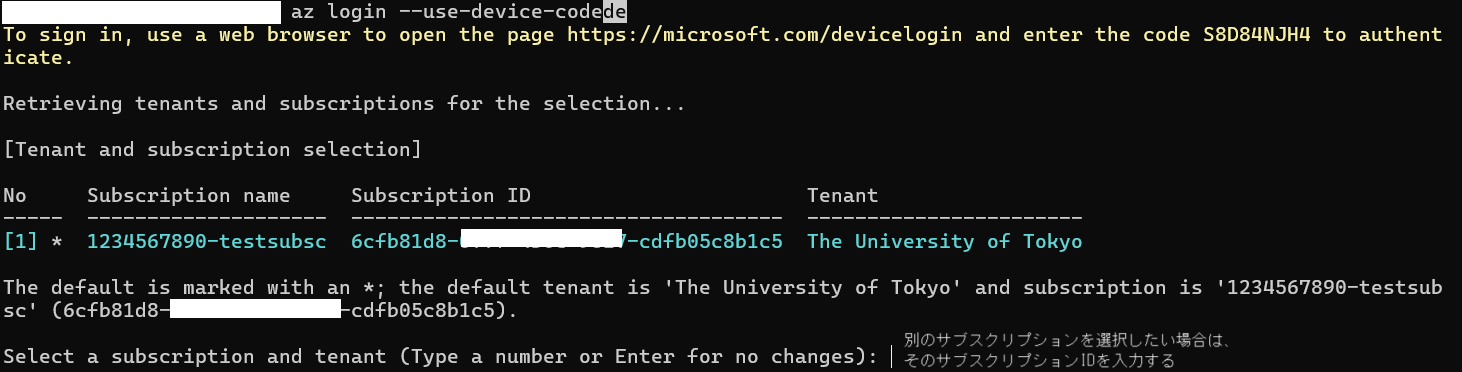 az login --use-device-codede
To sign in, use a web browser to open the page https://microsoft.com/devicelogin and enter the code S8D84NJH4 to authent
icate.
Retrieving tenants and subscriptions for the selection...
[Tenant and subscription selection]
No Subscription name Subscription ID Tenant
----- -------------------- ------------------------------------ -----------------------
[1] * 1234567890-testsubsc 6cfb81d8- -cdfb05c8b1c5 The University of Tokyo
The default is marked with an *; the default tenant is 'The University of Tokyo' and subscription is '1234567890-testsub
sc' (6cfb81d8- -cdfb05c8b1c5).
Select a subscription and tenant (Type a number or Enter for no changes):
別のサブスクリプションを選択したい場合は、
そのサブスクリプションIDを入力する